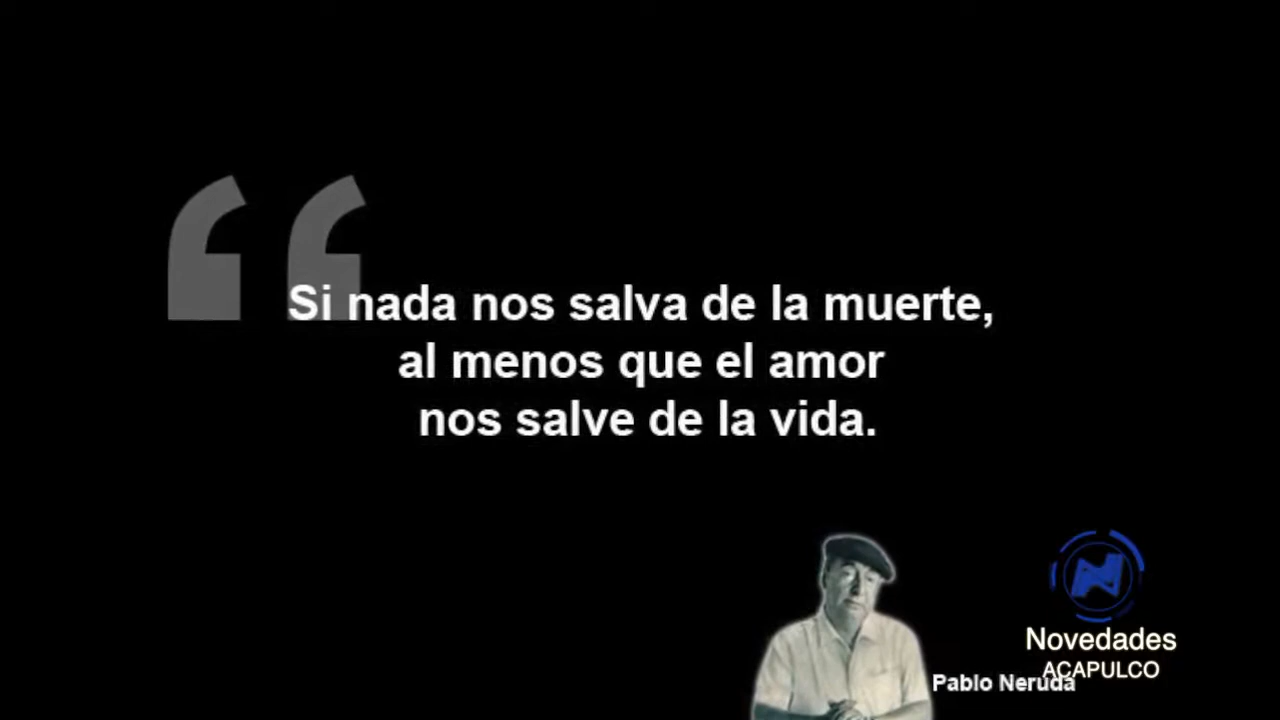 Si nada nos salva de la muerte,
al menos que el amor
nos salve de la vida.
Novedades
ACAPULCO
Pablo Neruda